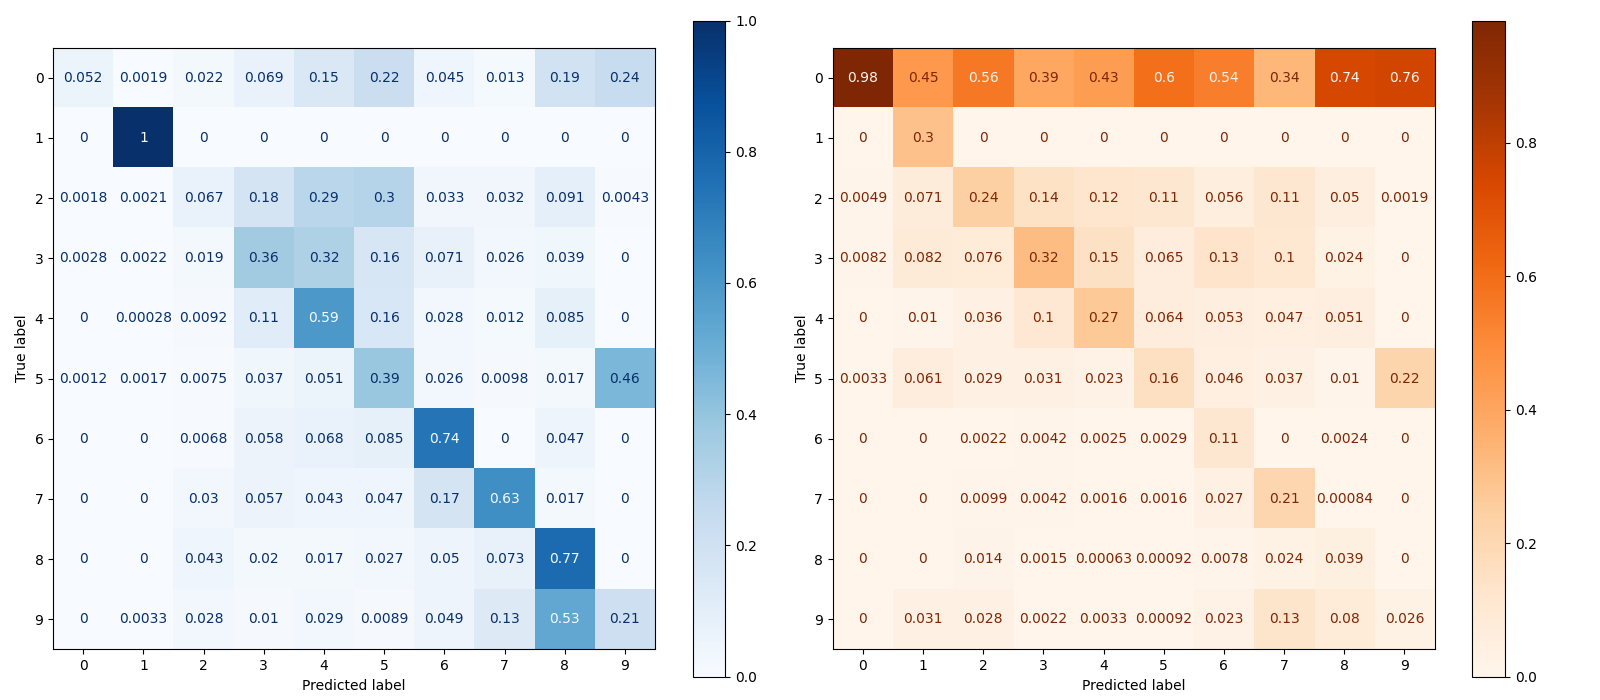 0 0.052 0.0019 0.022 0.069 0.15 0.22 0.045 0.013 0.19 0.24
1 0 1 0 0 0 0 0 0 0 0
2 0.0018 0.0021 0.067 0.18 0.29 0.3 0.033 0.032 0.091 0.0043
3 0.0028 0.0022 0.019 0.36 0.32 0.16 0.071 0.026 0.039 0
4 0 0.00028 0.0092 0.11 0.59 0.16 0.028 0.012 0.085 0
5 0.0012 0.0017 0.0075 0.037 0.051 0.39 0.026 0.0098 0.017 0.46
6 0 0 0.0068 0.058 0.068 0.085 0.74 0 0.047 0
7 0 0 0.03 0.057 0.043 0.047 0.17 0.63 0.017 0
8 0 0 0.043 0.02 0.017 0.027 0.05 0.073 0.77 0
9 0 0.0033 0.028 0.01 0.029 0.0089 0.049 0.13 0.53 0.21
0 1 2 3 4 5 6 7 8 9
Predicted label
True label
1.0
0.8
0.6
0.4
0.2
0.0
0 0.98 0.45 0.56 0.39 0.43 0.6 0.54 0.34 0.74 0.76
1 0 0.3 0 0 0 0 0 0 0 0
2 0.0049 0.071 0.24 0.14 0.12 0.11 0.056 0.11 0.05 0.0019
3 0.0082 0.082 0.076 0.32 0.15 0.065 0.13 0.1 0.024 0
4 0 0.01 0.036 0.1 0.27 0.064 0.053 0.047 0.051 0
5 0.0033 0.061 0.029 0.031 0.023 0.16 0.046 0.037 0.01 0.22
6 0 0 0.0022 0.0042 0.0025 0.0029 0.11 0 0.0024 0
7 0 0 0.0099 0.0042 0.0016 0.0016 0.027 0.21 0.00084 0
8 0 0 0.014 0.0015 0.00063 0.00092 0.0078 0.024 0.039 0
9 0 0.031 0.028 0.0022 0.0033 0.00092 0.023 0.13 0.08 0.026
0 1 2 3 4 5 6 7 8 9
Predicted label
True label
0.8
0.6
0.4
0.2
0.0